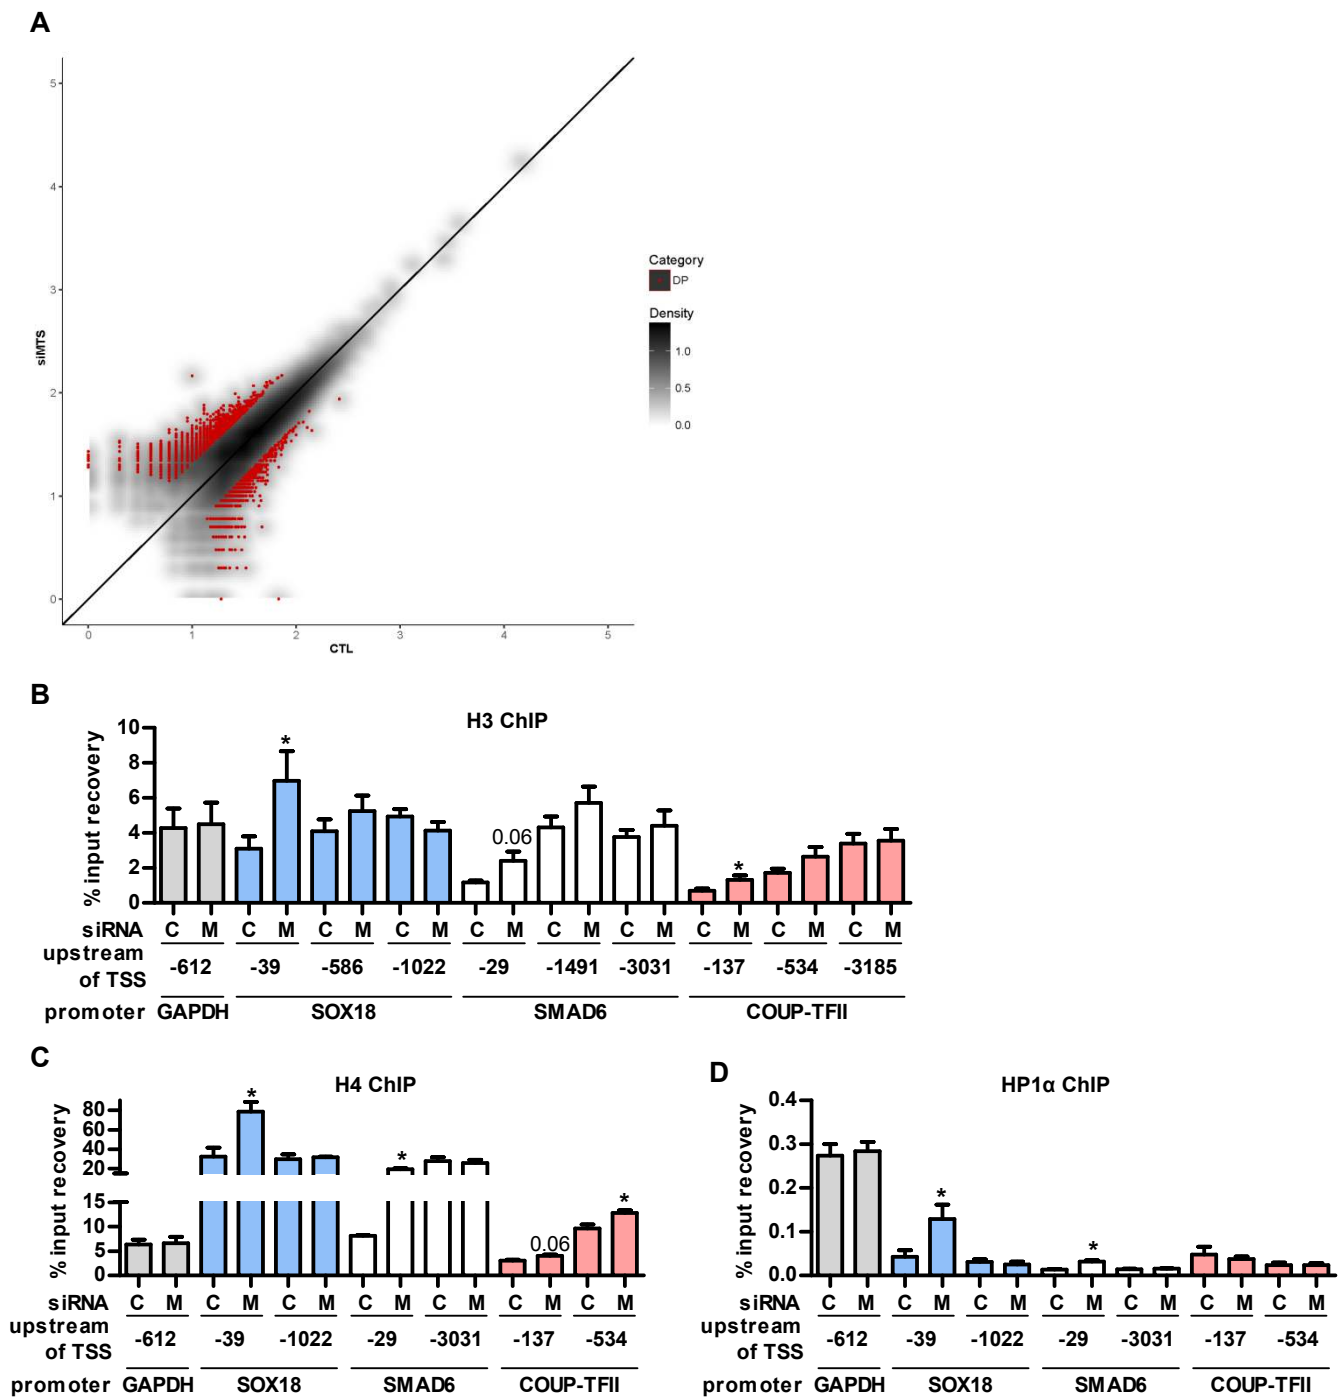 A
5
4
3
2
1
0
siMTS
0 1 2 3 4 5
CTL
Category
DP
Density
1.0
0.5
0.0
B
H3 ChIP
% input recovery
10
8
6
4
2
0
* 0.06 *
siRNA C M C M C M C M C M C M C M C M C M C M
upstream of TSS -612 -39 -586 -1022 -29 -1491 -3031 -137 -534 -3185
promoter GAPDH SOX18 SMAD6 COUP-TFII
C
H4 ChIP
% input recovery
80
60
40
20
15
10
5
0
* * 0.06 *
siRNA C M C M C M C M C M C M C M
upstream of TSS -612 -39 -1022 -29 -3031 -137 -534
promoter GAPDH SOX18 SMAD6 COUP-TFII
D
HP1α ChIP
% input recovery
0.4
0.3
0.2
0.1
0.0
* *
siRNA C M C M C M C M C M C M C M
upstream of TSS -612 -39 -1022 -29 -3031 -137 -534
promoter GAPDH SOX18 SMAD6 COUP-TFII